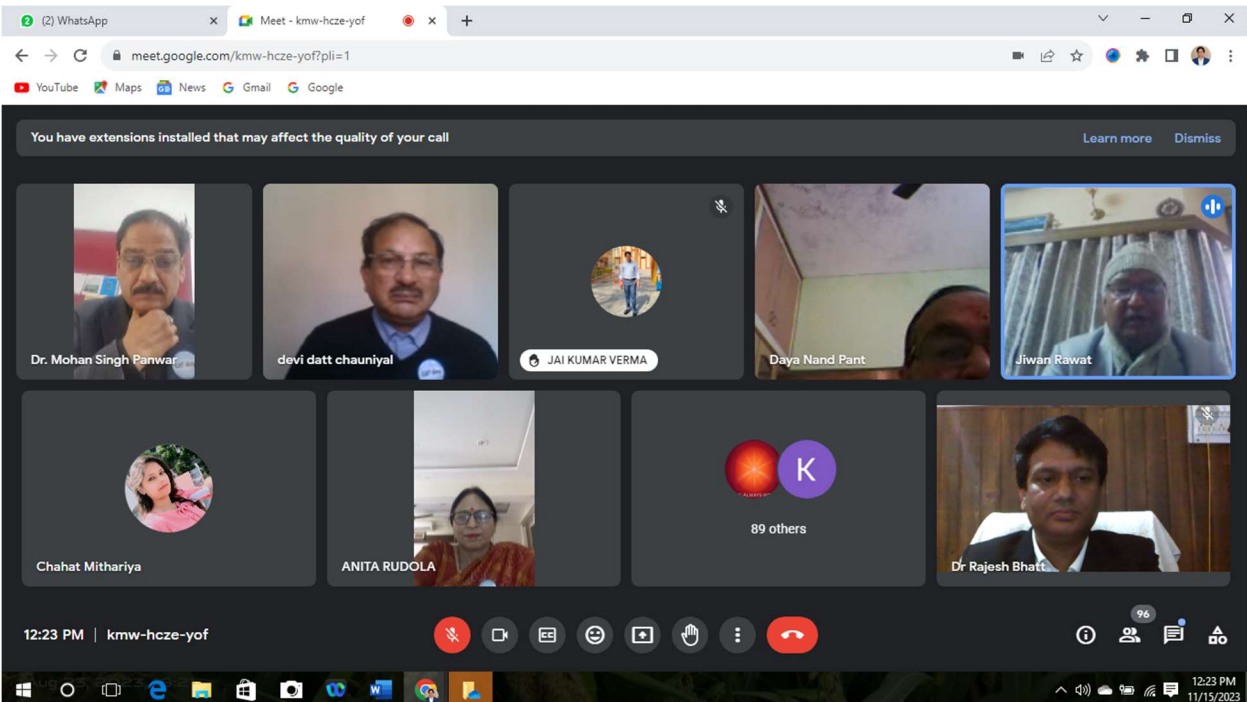 2 (2) WhatsApp
Meet - kmw-hcze-yof
meet.google.com/kmw-hcze-yof?pli=1
YouTube Maps News Gmail Google
You have extensions installed that may affect the quality of your call Learn more Dismiss
Dr. Mohan Singh Panwar
devi datt chauniyal
JAI KUMAR VERMA
Daya Nand Pant
Jiwan Rawat
Chahat Mithariya
ANITA RUDOLA
K
89 others
Dr Rajesh Bhatt
12:23 PM | kmw-hcze-yof
CC
96
12:23 PM
11/15/2023